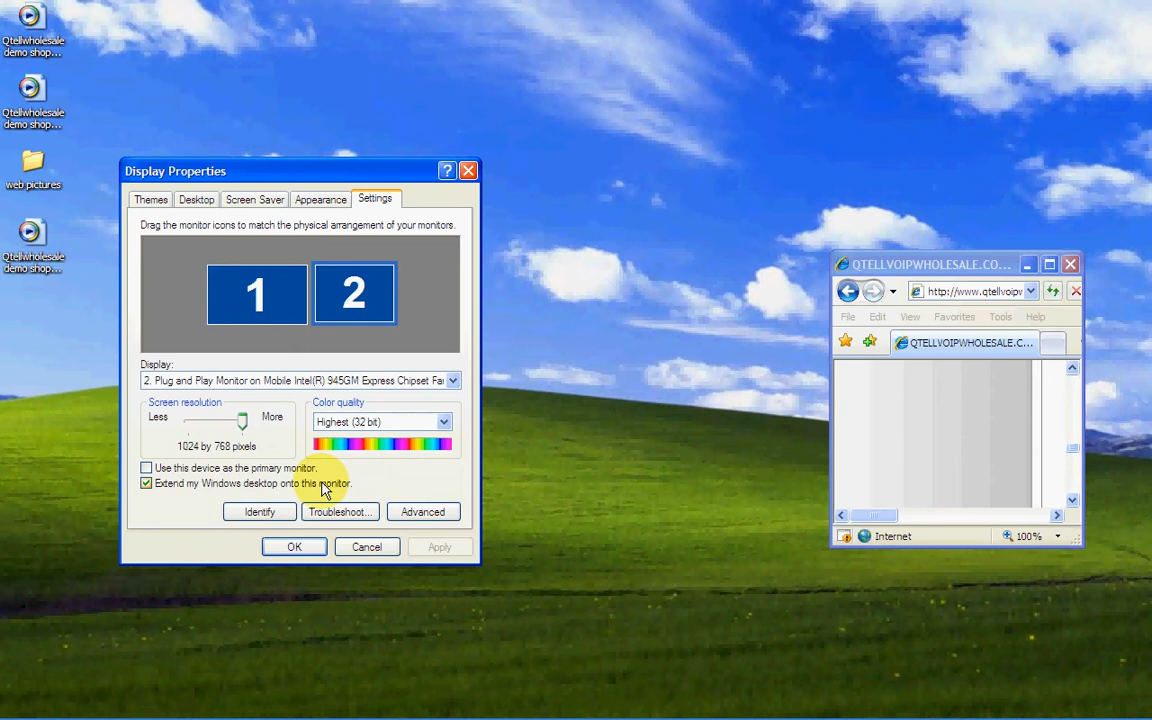 Qtellwholesale
demo shop...
Qtellwholesale
demo shop...
web pictures
Qtellwholesale
demo shop...
Display Properties
Themes Desktop Screen Saver Appearance Settings
Drag the monitor icons to match the physical arrangement of your monitors.
1 2
Display:
2. Plug and Play Monitor on Mobile Intel(R) 945GM Express Chipset Fa
Screen resolution
Less More
1024 by 768 pixels
Color quality
Highest (32 bit)
Use this device as the primary monitor.
Extend my Windows desktop onto this monitor.
Identify Troubleshoot... Advanced
OK Cancel Apply
QTELLVOIPWHOLESALE.CO...
http://www.qtellvoipw
File Edit View Favorites Tools Help
QTELLVOIPWHOLESALE.C...
Internet 100%